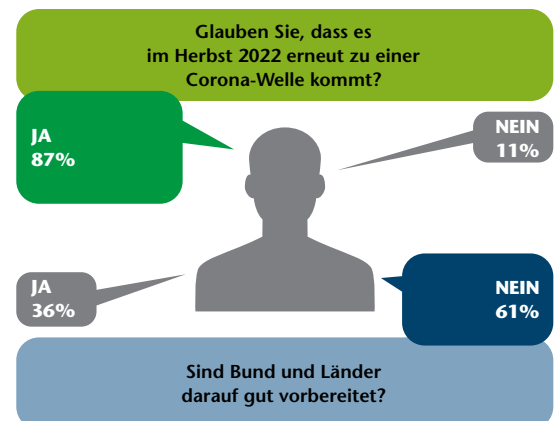 Glauben Sie, dass es
im Herbst 2022 erneut zu einer
Corona-Welle kommt?
JA
87%
NEIN
11%
JA
36%
NEIN
61%
Sind Bund und Länder
darauf gut vorbereitet?